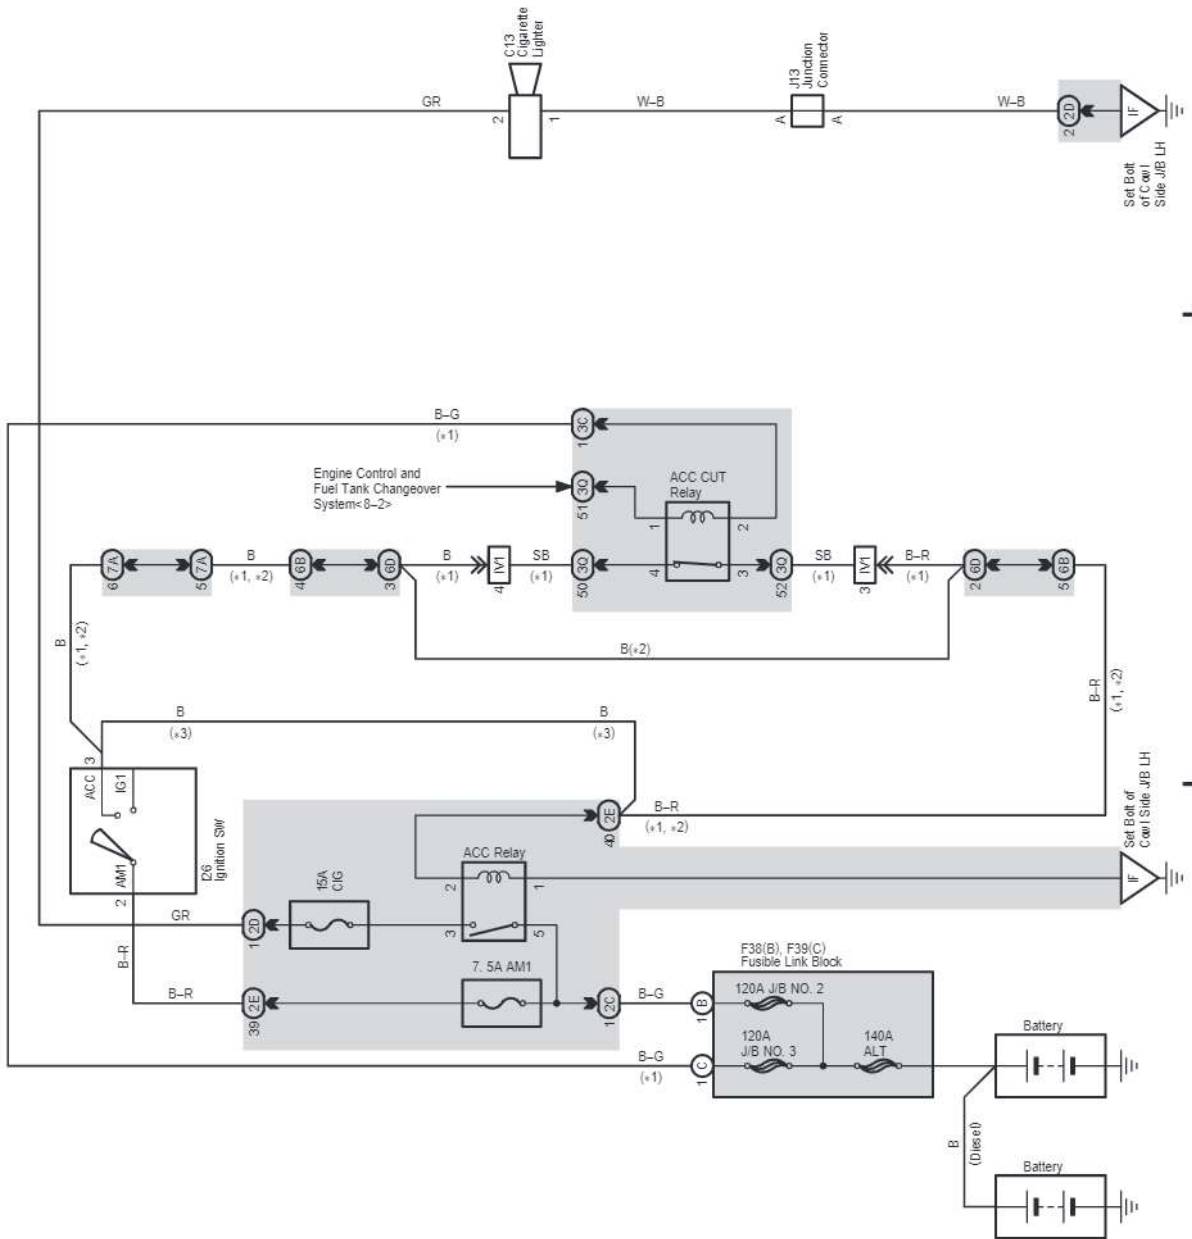 C13
Cigarette
Lighter
GR
2
1
W–B
J13
Junction
Connector
A
A
W–B
2
2D
IF
Set Bolt
of Cowl
Side J/B LH
B–G
(*1)
1
3C
Engine Control and
Fuel Tank Changeover
System<8–2>
51
3Q
ACC CUT
Relay
1
2
4
3
6
7A
5
7A
B
(*1, *2)
4
6B
3
6D
B
(*1)
4
IV1
SB
(*1)
50
3Q
52
3Q
SB
(*1)
3
IV1
B–R
(*1)
2
6D
5
6B
B
(*1, *2)
B(*2)
B–R
(*1, *2)
B
(*3)
B
(*3)
ACC
3
IG1
AM1
2
I26
Ignition SW
40
2E
B–R
(*1, *2)
Set Bolt of
Cowl Side J/B LH
IF
15A
CIG
ACC Relay
2
1
3
5
GR
1
2D
B–R
B–R
39
2E
7. 5A AM1
1
2C
B–G
F38(B), F39(C)
Fusible Link Block
1
B
120A J/B NO. 2
120A
J/B NO. 3
140A
ALT
B–G
(*1)
1
C
Battery
B
(Diesel)
Battery